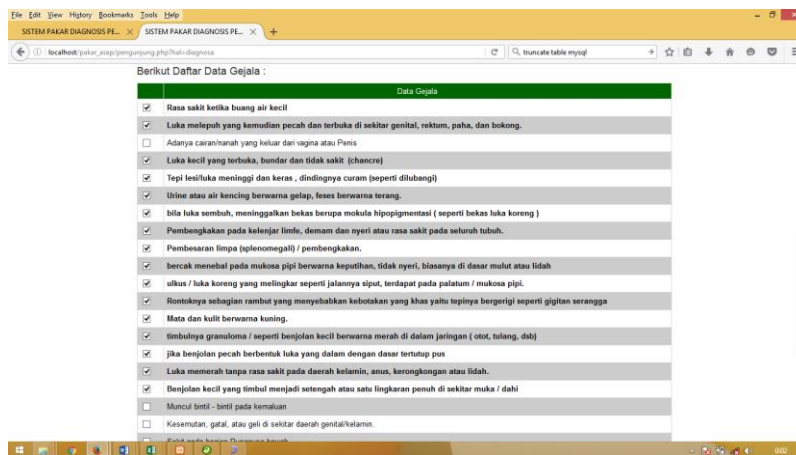 File Edit View History Bookmarks Tools Help
SISTEM PAKAR DIAGNOSIS PE... × SISTEM PAKAR DIAGNOSIS PE... × +
localhost/pakar_asep/pengunjung.php?hal=diagnosa
truncate table mysql
Berikut Daftar Data Gejala :
Data Gejala
Rasa sakit ketika buang air kecil
Luka melepuh yang kemudian pecah dan terbuka di sekitar genital, rektum, paha, dan bokong.
Adanya cairan/nanah yang keluar dari vagina atau Penis
Luka kecil yang terbuka, bundar dan tidak sakit (chancre)
Tepi lesi/luka meninggi dan keras , dindingnya curam (seperti dilubangi)
Urine atau air kencing berwarna gelap, feses berwarna terang.
bila luka sembuh, meninggalkan bekas berupa mokula hipopigmentasi ( seperti bekas luka koreng )
Pembengkakan pada kelenjar limfe, demam dan nyeri atau rasa sakit pada seluruh tubuh.
Pembesaran limpa (splenomegali) / pembengkakan.
bercak menebal pada mukosa pipi berwarna keputihan, tidak nyeri, biasanya di dasar mulut atau lidah
ulkus / luka koreng yang melingkar seperti jalannya siput, terdapat pada palatum / mukosa pipi.
Rontoknya sebagian rambut yang menyebabkan kebotakan yang khas yaitu tepinya bergerigi seperti gigitan serangga
Mata dan kulit berwarna kuning.
timbulnya granuloma / seperti benjolan kecil berwarna merah di dalam jaringan ( otot, tulang, dsb)
jika benjolan pecah berbentuk luka yang dalam dengan dasar tertutup pus
Luka memerah tanpa rasa sakit pada daerah kelamin, anus, kerongkongan atau lidah.
Benjolan kecil yang timbul menjadi setengah atau satu lingkaran penuh di sekitar muka / dahi
Muncul bintil - bintil pada kemaluan
Kesemutan, gatal, atau geli di sekitar daerah genital/kelamin.
0:02